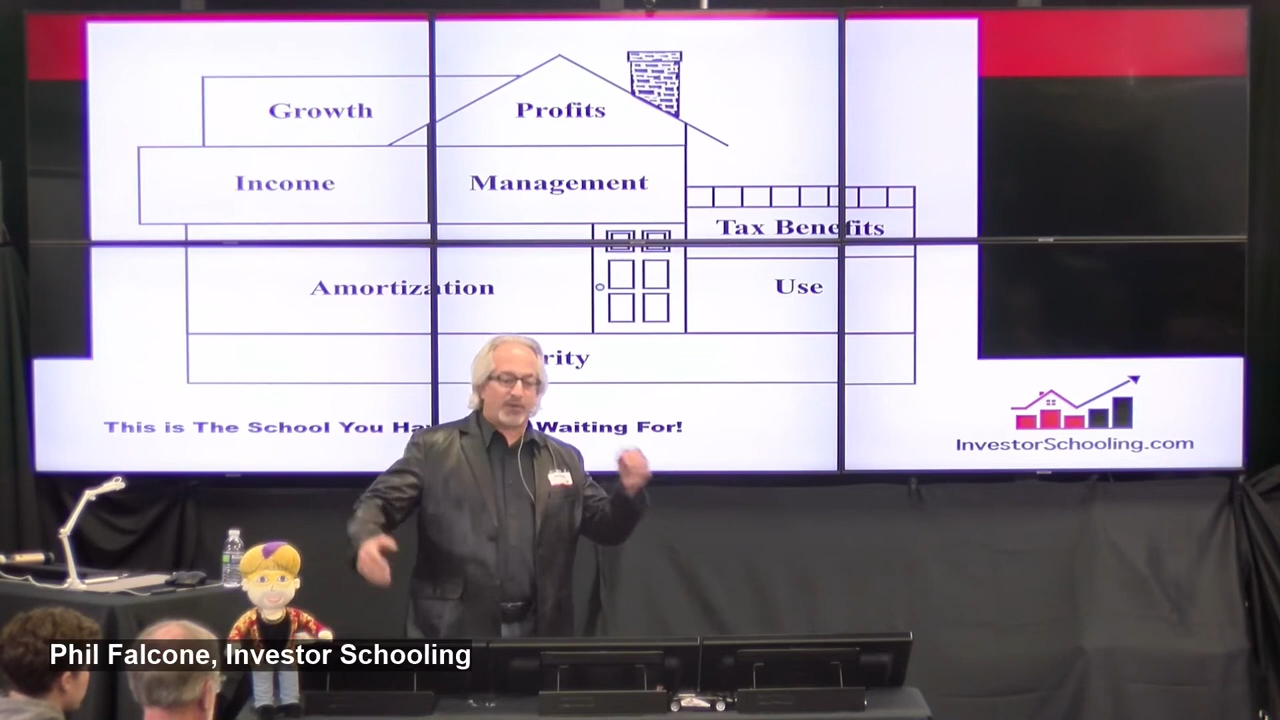 Growth
Profits
Income
Management
Tax Benefits
Amortization
Use
rity
This is The School You Ha Waiting For!
InvestorSchooling.com
Phil Falcone, Investor Schooling